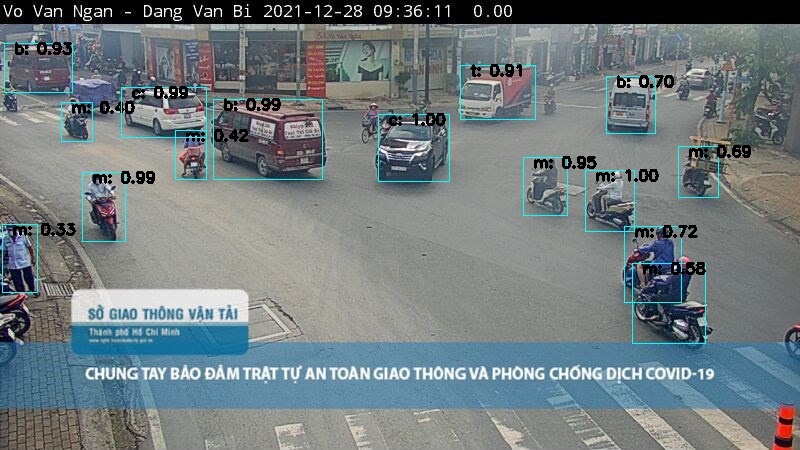 Vo Van Ngan - Dang Van Bi 2021-12-28 09:36:11 0.00
b: 0.93
c: 0.99
b: 0.99
t: 0.91
b: 0.70
m: 0.40
m: 0.42
c: 1.00
m: 0.95
m: 1.00
m: 0.69
m: 0.99
m: 0.33
m: 0.72
m: 0.58
SỞ GIAO THÔNG VẬN TẢI
Thành phố Hồ Chí Minh
CHUNG TAY BẢO ĐẢM TRẬT TỰ AN TOÀN GIAO THÔNG VÀ PHÒNG CHỐNG DỊCH COVID-19